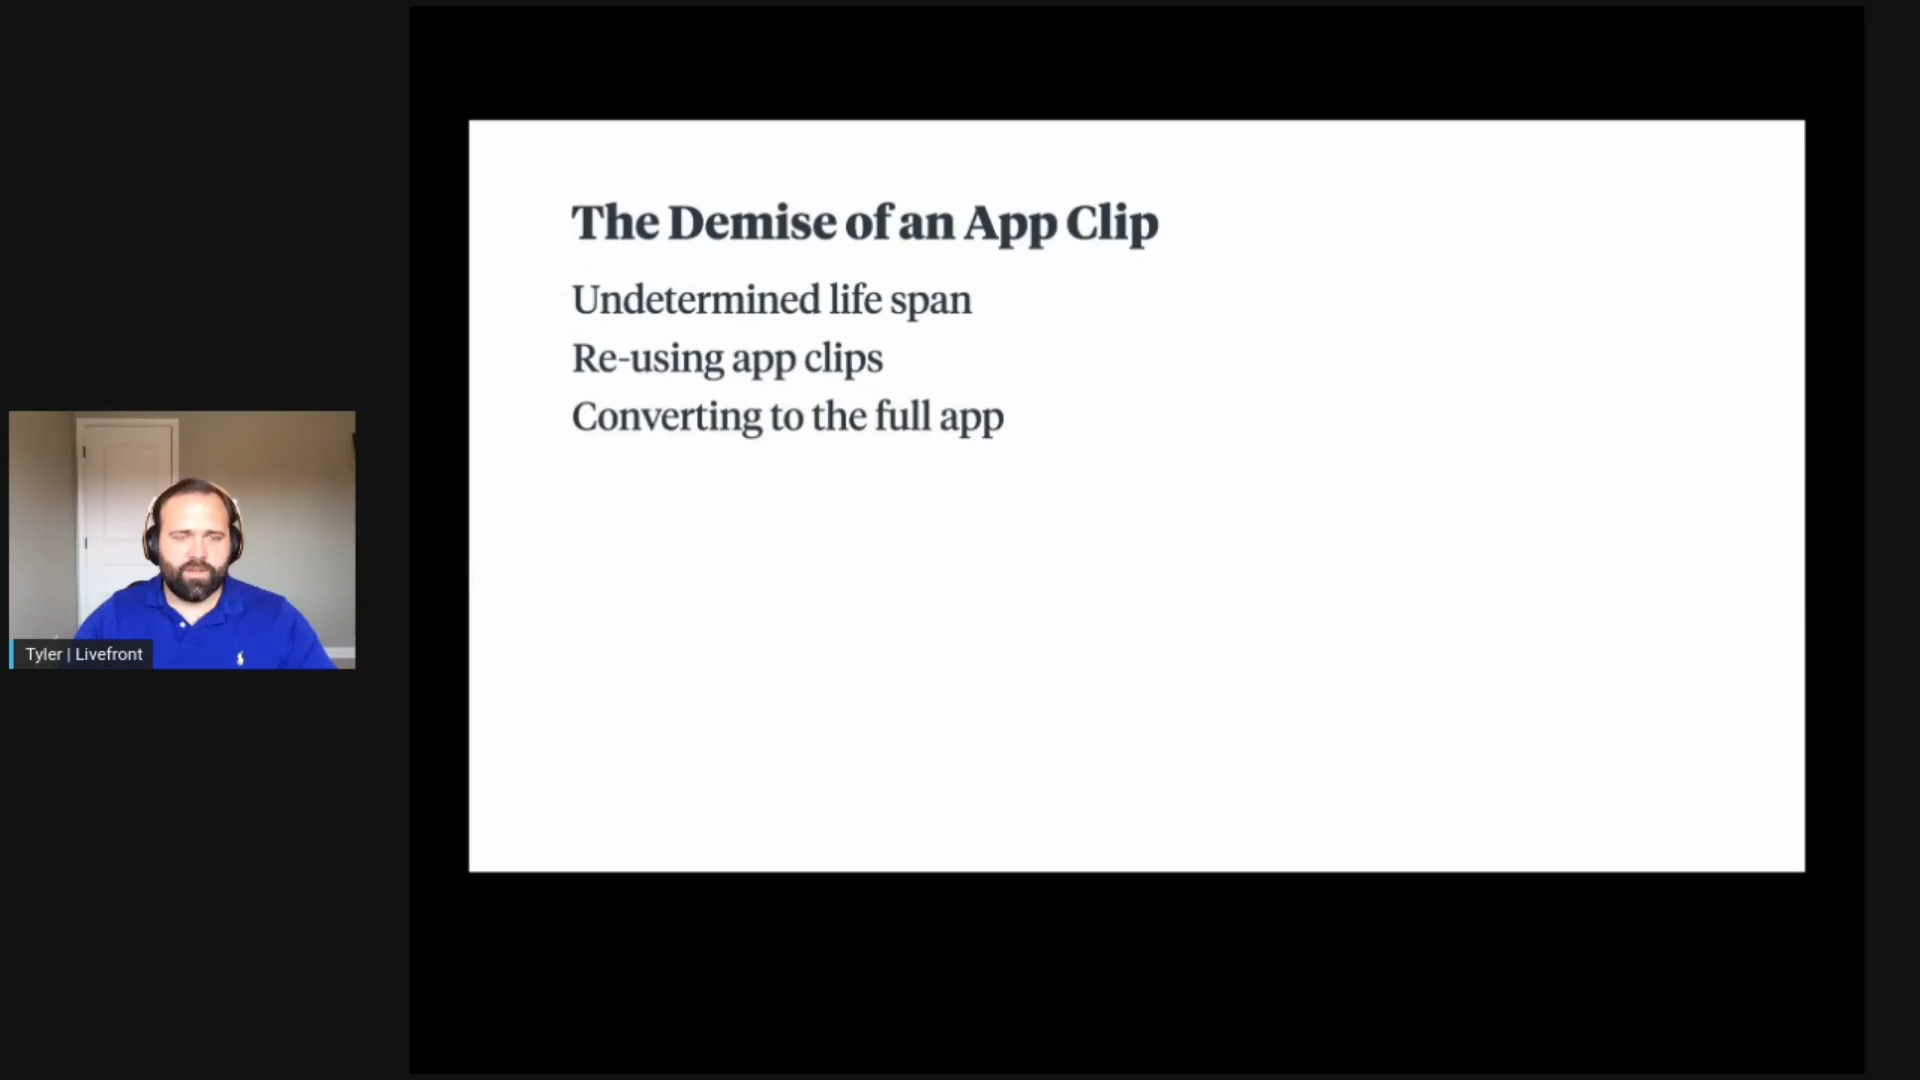 The Demise of an App Clip
Undetermined life span
Re-using app clips
Converting to the full app
Tyler | Livefront